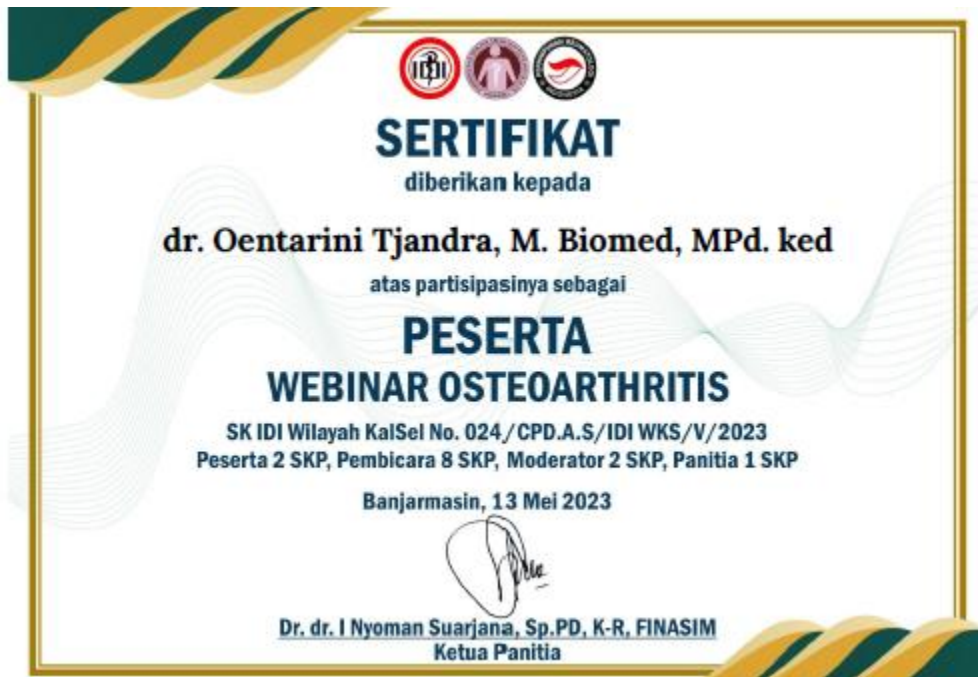 IDI
SERTIFIKAT
diberikan kepada
dr. Oentarini Tjandra, M. Biomed, MPd. ked
atas partisipasinya sebagai
PESERTA
WEBINAR OSTEOARTHRITIS
SK IDI Wilayah KalSel No. 024/CPD.A.S/IDI WKS/V/2023
Peserta 2 SKP, Pembicara 8 SKP, Moderator 2 SKP, Panitia 1 SKP
Banjarmasin, 13 Mei 2023
Dr. dr. I Nyoman Suarjana, Sp.PD, K-R, FINASIM
Ketua Panitia